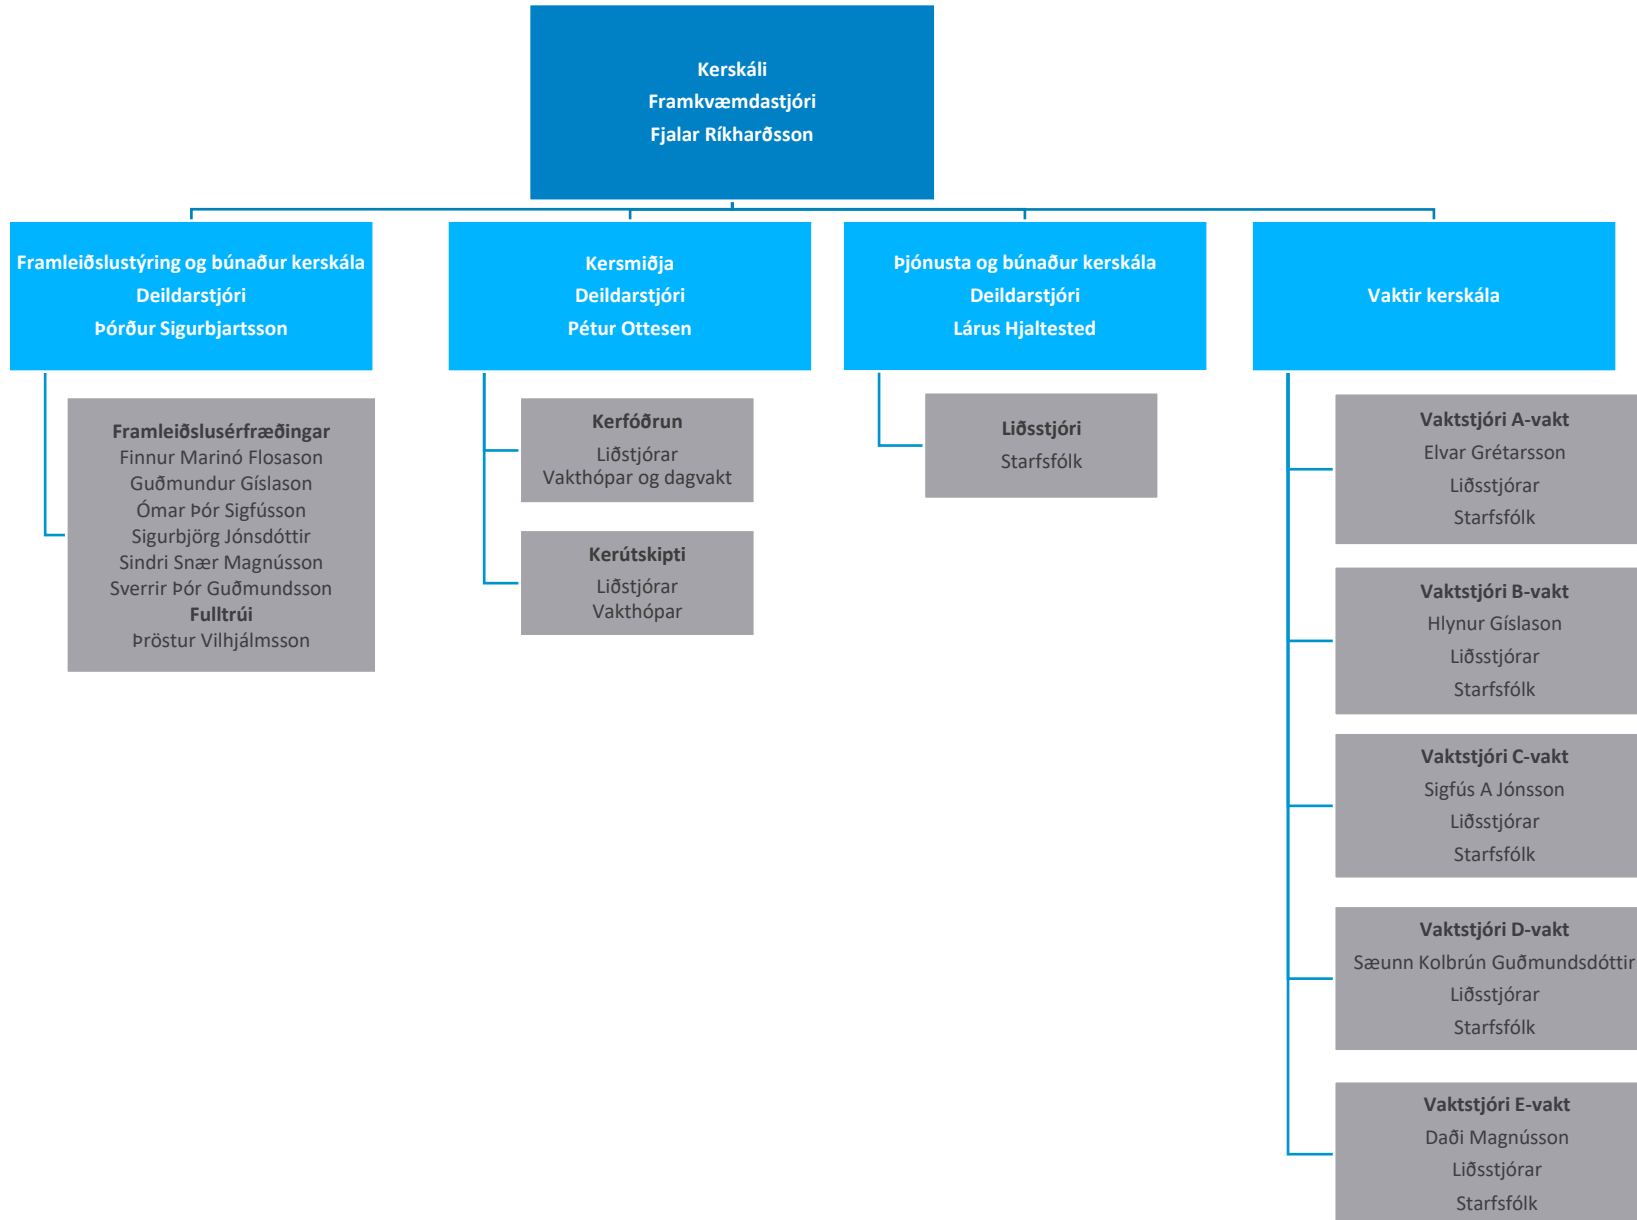 Kerskáli
Framkvæmdastjóri
Fjalar Ríkharðsson
Framleiðslustýring og búnaður kerskála
Deildarstjóri
Þórður Sigurbjartsson
Framleiðslusérfræðingar
Finnur Marinó Flosason
Guðmundur Gíslason
Ómar Þór Sigfússon
Sigurbjörg Jónsdóttir
Sindri Snær Magnússon
Sverrir Þór Guðmundsson
Fulltrúi
Þröstur Vilhjálmsson
Kersmiðja
Deildarstjóri
Pétur Ottesen
Kerfóðrun
Liðstjórar
Vakthópar og dagvakt
Kerútskipti
Liðstjórar
Vakthópar
Þjónusta og búnaður kerskála
Deildarstjóri
Lárus Hjaltested
Liðsstjóri
Starfsfólk
Vaktir kerskála
Vaktstjóri A-vakt
Elvar Grétarsson
Liðsstjórar
Starfsfólk
Vaktstjóri B-vakt
Hlynur Gíslason
Liðsstjórar
Starfsfólk
Vaktstjóri C-vakt
Sigfús A Jónsson
Liðsstjórar
Starfsfólk
Vaktstjóri D-vakt
Sæunn Kolbrún Guðmundsdóttir
Liðsstjórar
Starfsfólk
Vaktstjóri E-vakt
Daði Magnússon
Liðsstjórar
Starfsfólk